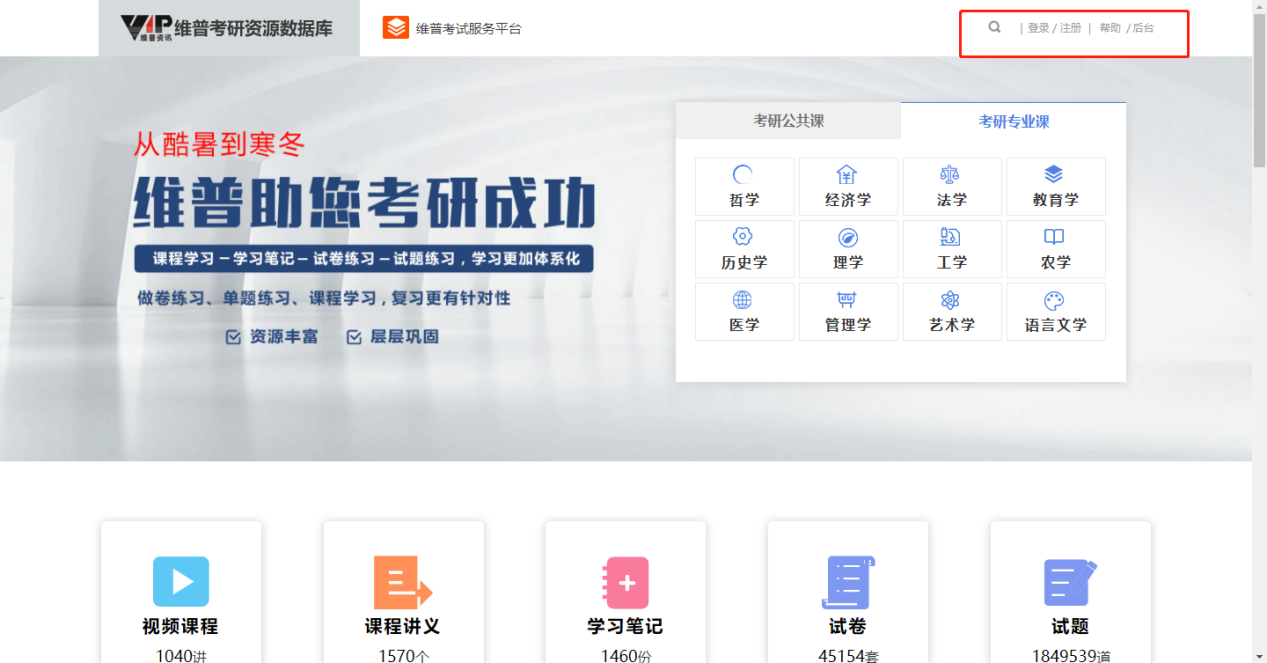 VIP 维普资讯 维普考研资源数据库
维普考试服务平台
| 登录 / 注册 | 帮助 / 后台
从酷暑到寒冬
维普助您考研成功
课程学习－学习笔记－试卷练习－试题练习，学习更加体系化
做卷练习、单题练习、课程学习，复习更有针对性
资源丰富 层层巩固
考研公共课 考研专业课
哲学 经济学 法学 教育学
历史学 理学 工学 农学
医学 管理学 艺术学 语言文学
视频课程 课程讲义 学习笔记 试卷 试题
1040讲 1570个 1460份 45154套 1849539道